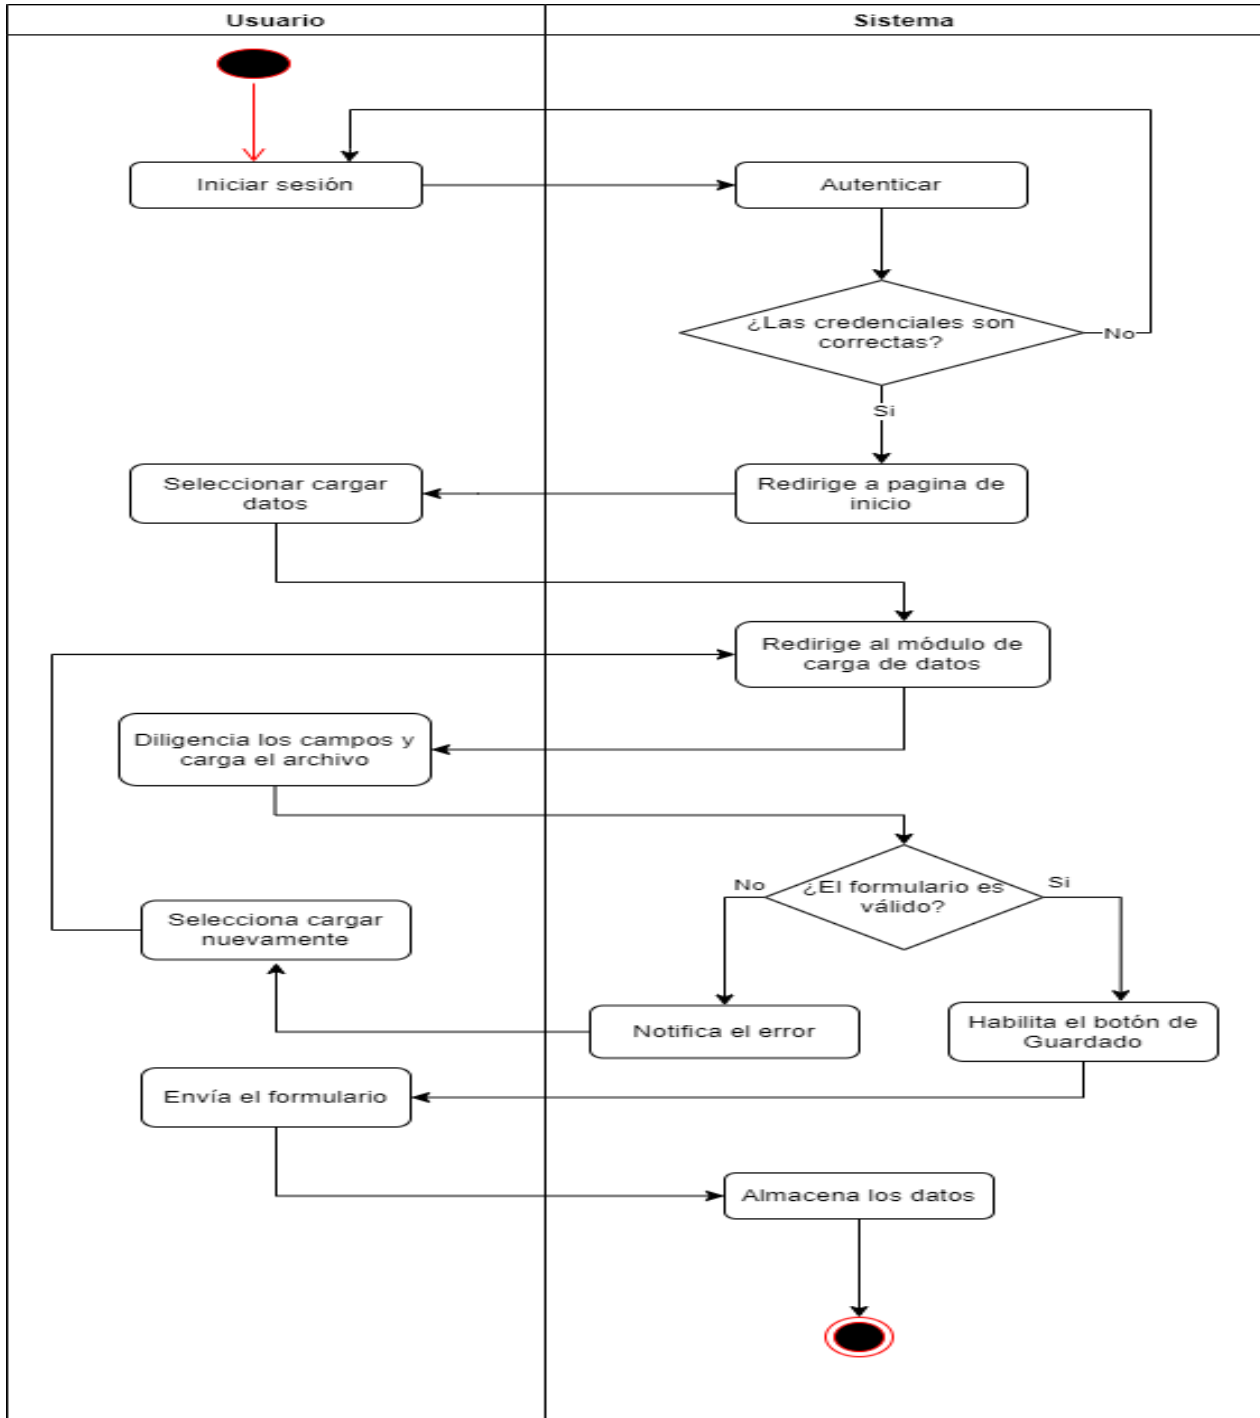 Usuario
Sistema
Iniciar sesión
Autenticar
¿Las credenciales son
correctas?
No
Si
Seleccionar cargar
datos
Redirige a pagina de
inicio
Redirige al módulo de
carga de datos
Diligencia los campos y
carga el archivo
¿El formulario es
válido?
No
Si
Selecciona cargar
nuevamente
Notifica el error
Habilita el botón de
Guardado
Envía el formulario
Almacena los datos